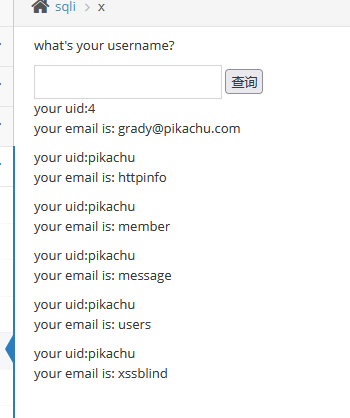 sqli > x
what's your username?
查询
your uid:4
your email is: grady@pikachu.com
your uid:pikachu
your email is: httpinfo
your uid:pikachu
your email is: member
your uid:pikachu
your email is: message
your uid:pikachu
your email is: users
your uid:pikachu
your email is: xssblind